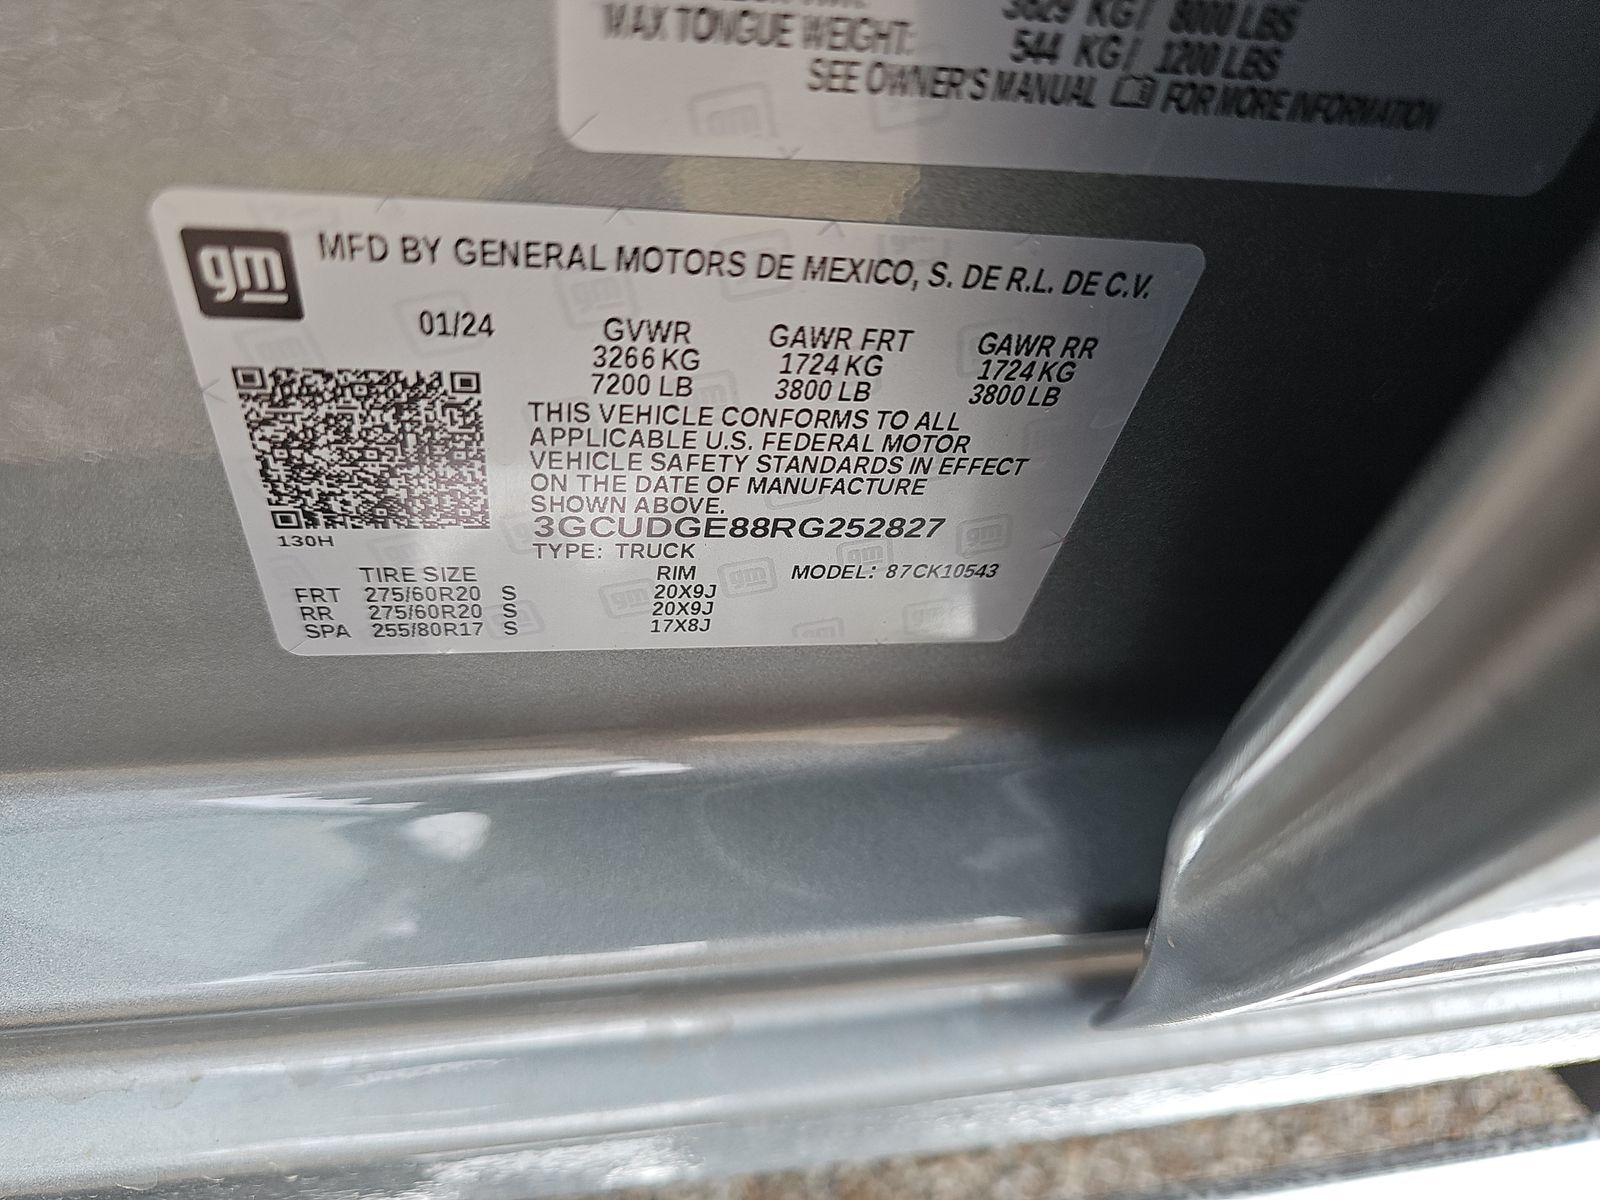 3629 KG/ 8000 LBS
MAX TONGUE WEIGHT: 544 KG/ 1200 LBS
SEE OWNER'S MANUAL FOR MORE INFORMATION
gm MFD BY GENERAL MOTORS DE MEXICO, S. DE R.L. DE C.V.
01/24 GVWR GAWR FRT GAWR RR
3266 KG 1724 KG 1724 KG
7200 LB 3800 LB 3800 LB
THIS VEHICLE CONFORMS TO ALL
APPLICABLE U.S. FEDERAL MOTOR
VEHICLE SAFETY STANDARDS IN EFFECT
ON THE DATE OF MANUFACTURE
SHOWN ABOVE.
3GCUDGE88RG252827
130H
TYPE: TRUCK
TIRE SIZE RIM MODEL: 87CK10543
FRT 275/60R20 S 20X9J
RR 275/60R20 S 20X9J
SPA 255/80R17 S 17X8J